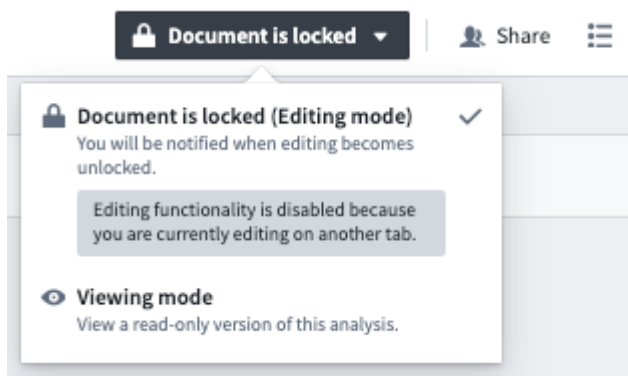 Document is locked
Share
Document is locked (Editing mode)
You will be notified when editing becomes
unlocked.
Editing functionality is disabled because
you are currently editing on another tab.
Viewing mode
View a read-only version of this analysis.